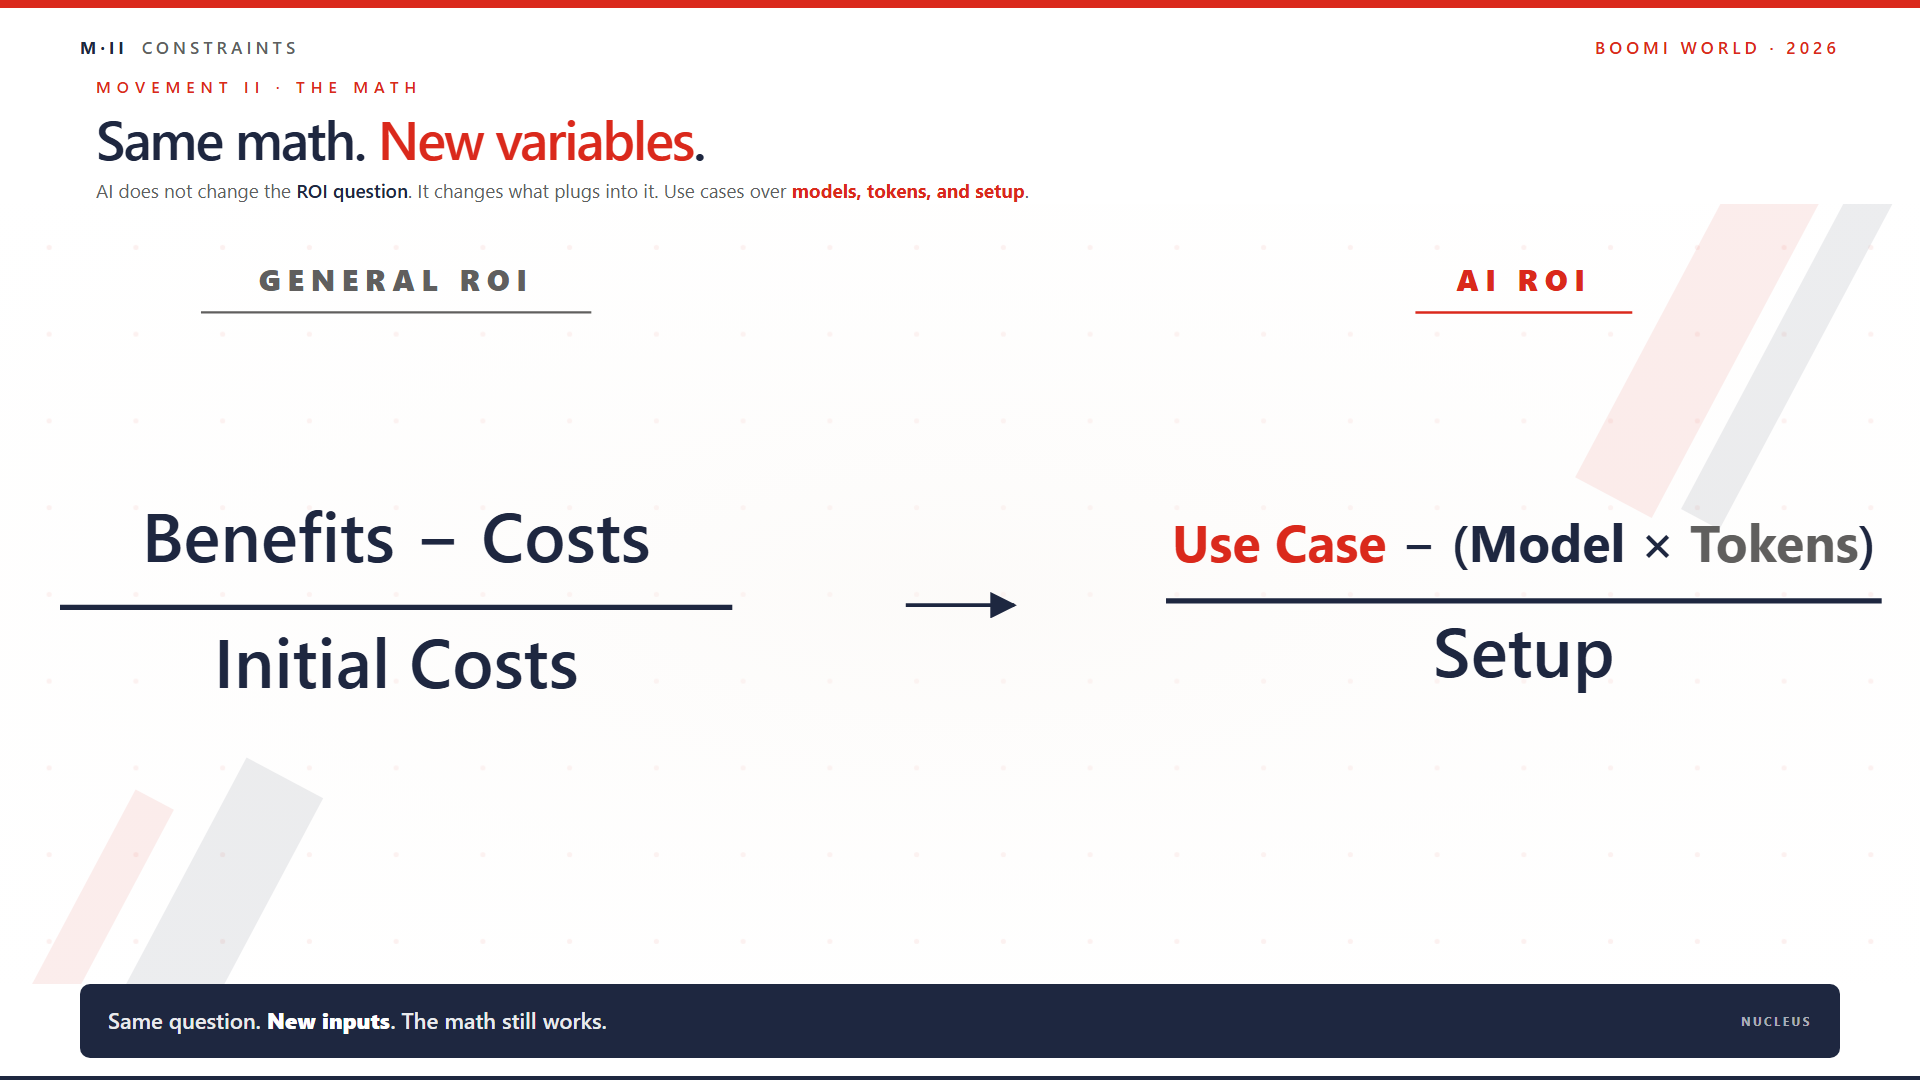 M·II CONSTRAINTS
BOOMI WORLD · 2026
MOVEMENT II · THE MATH
Same math. New variables.
AI does not change the ROI question. It changes what plugs into it. Use cases over models, tokens, and setup.
GENERAL ROI
Benefits − Costs
Initial Costs
AI ROI
Use Case − (Model × Tokens)
Setup
Same question. New inputs. The math still works.
NUCLEUS